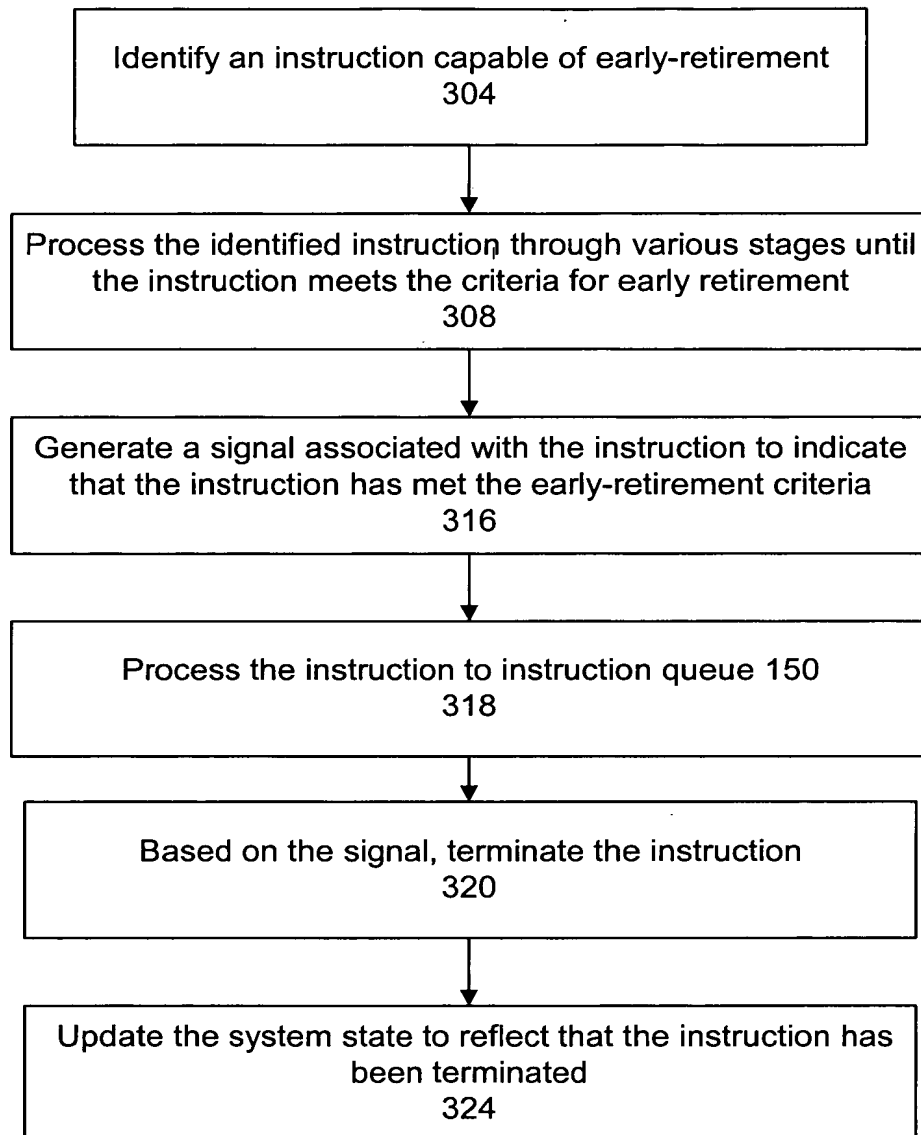 Identify an instruction capable of early-retirement
304
Process the identified instruction through various stages until
the instruction meets the criteria for early retirement
308
Generate a signal associated with the instruction to indicate
that the instruction has met the early-retirement criteria
316
Process the instruction to instruction queue 150
318
Based on the signal, terminate the instruction
320
Update the system state to reflect that the instruction has
been terminated
324